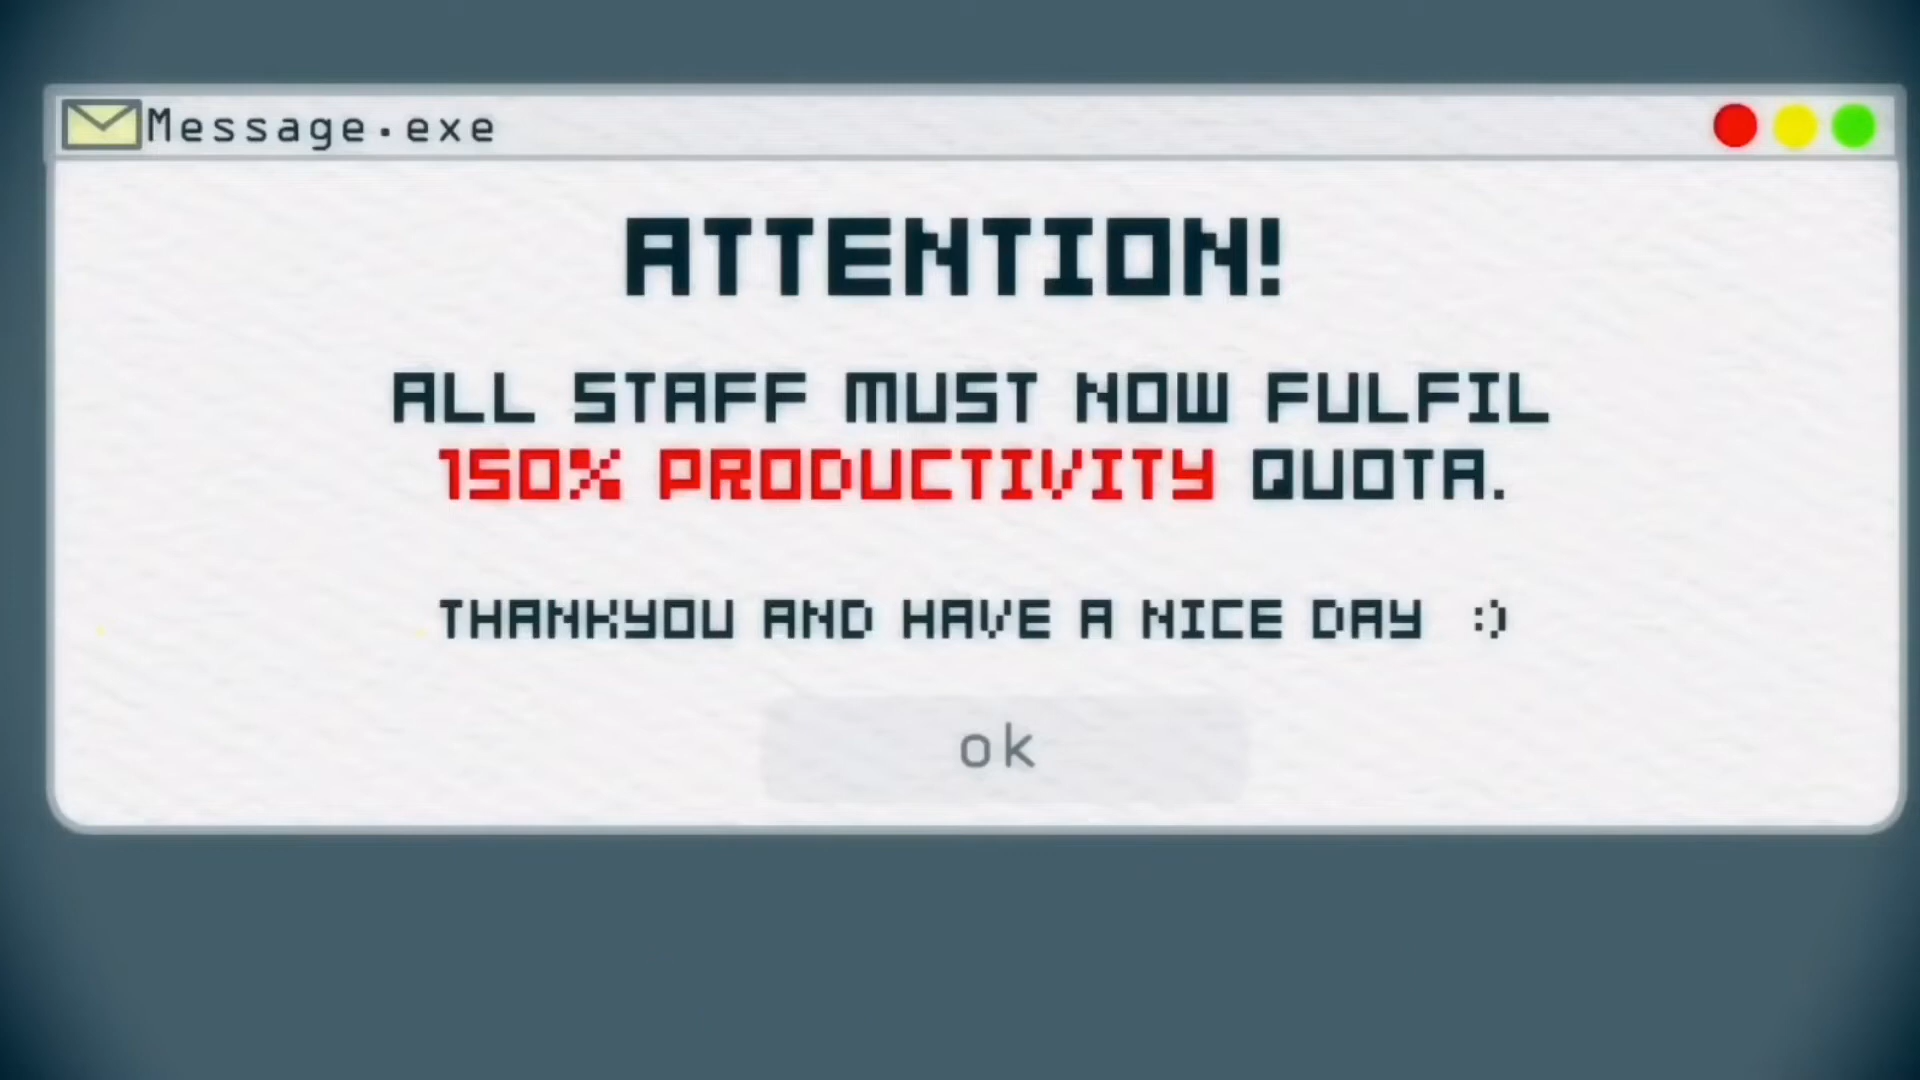 Message.exe
ATTENTION!
ALL STAFF MUST NOW FULFIL
150% PRODUCTIVITY QUOTA.
THANKYOU AND HAVE A NICE DAY :)
ok